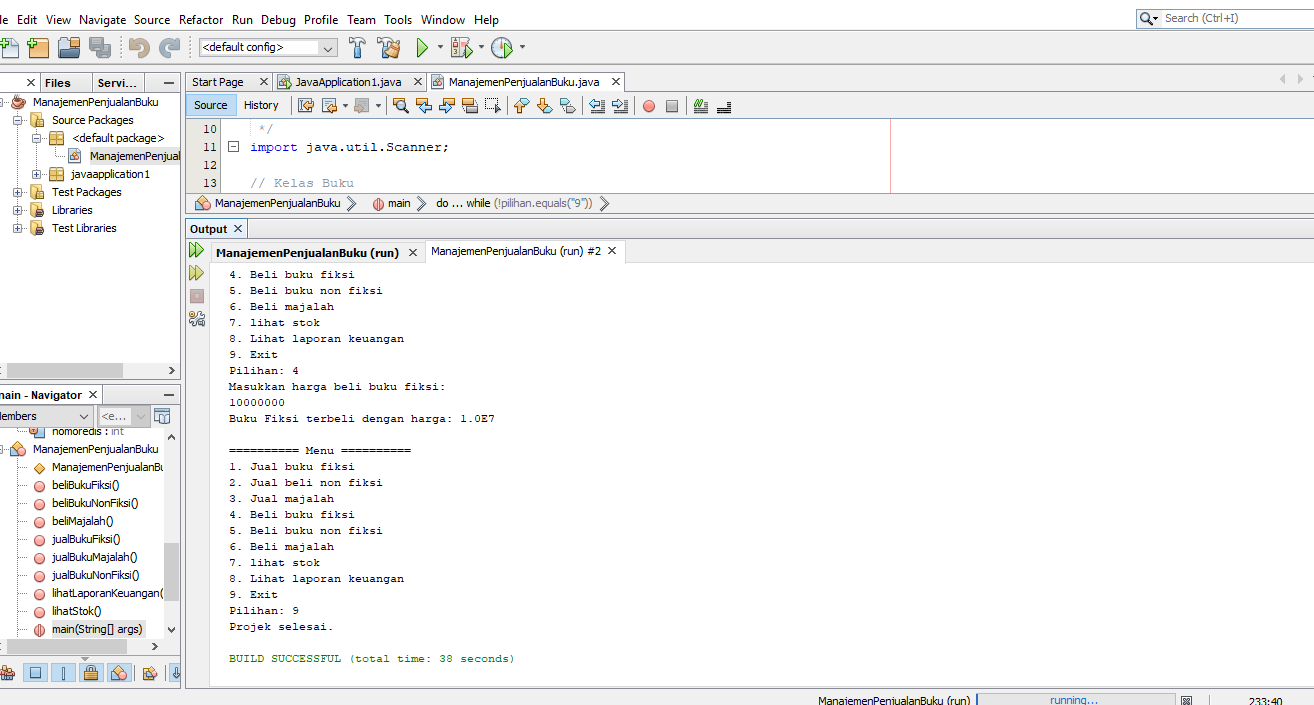 le Edit View Navigate Source Refactor Run Debug Profile Team Tools Window Help
Search (Ctrl+I)
<default config>
Files Servi...
Start Page JavaApplication1.java ManajemenPenjualanBuku.java
Source History
ManajemenPenjualanBuku
Source Packages
<default package>
ManajemenPenjual
javaapplication1
Test Packages
Libraries
Test Libraries
10 */
11 import java.util.Scanner;
12
13 // Kelas Buku
ManajemenPenjualanBuku main do ... while (!pilihan.equals("9"))
Output
ManajemenPenjualanBuku (run) ManajemenPenjualanBuku (run) #2
4. Beli buku fiksi
5. Beli buku non fiksi
6. Beli majalah
7. lihat stok
8. Lihat laporan keuangan
9. Exit
Pilihan: 4
Masukkan harga beli buku fiksi:
10000000
Buku Fiksi terbeli dengan harga: 1.0E7
========== Menu ==========
1. Jual buku fiksi
2. Jual beli non fiksi
3. Jual majalah
4. Beli buku fiksi
5. Beli buku non fiksi
6. Beli majalah
7. lihat stok
8. Lihat laporan keuangan
9. Exit
Pilihan: 9
Projek selesai.
BUILD SUCCESSFUL (total time: 38 seconds)
main - Navigator
Members <e...
nomoredis : int
ManajemenPenjualanBuku
ManajemenPenjualanBu
beliBukuFiksi()
beliBukuNonFiksi()
beliMajalah()
jualBukuFiksi()
jualBukuMajalah()
jualBukuNonFiksi()
lihatLaporanKeuangan(
lihatStok()
main(String[] args)
ManajemenPenjualanBuku (run) running... 233:40